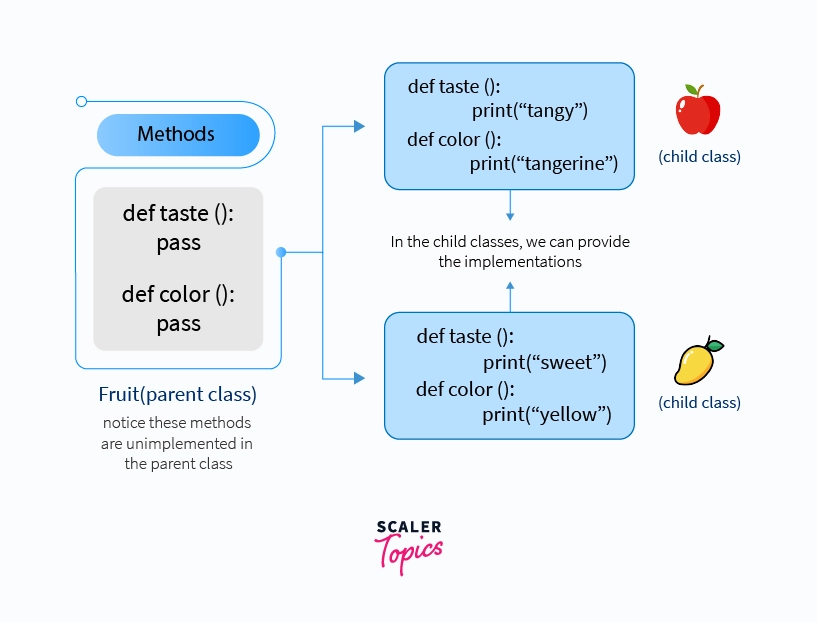 Methods
def taste ():
pass
def color ():
pass
Fruit(parent class)
notice these methods
are unimplemented in
the parent class
def taste ():
print(“tangy”)
def color ():
print(“tangerine”)
(child class)
In the child classes, we can provide
the implementations
def taste ():
print(“sweet”)
def color ():
print(“yellow”)
(child class)
SCALER
Topics